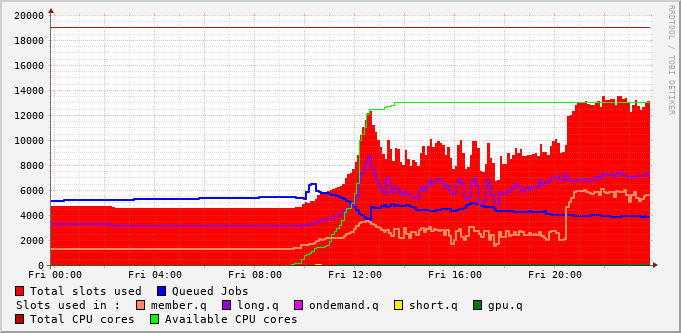 RRDTOOL / TOBI OETIKER
20000
18000
16000
14000
12000
10000
8000
6000
4000
2000
0
Fri 00:00 Fri 04:00 Fri 08:00 Fri 12:00 Fri 16:00 Fri 20:00
Total slots used Queued Jobs
Slots used in : member.q long.q ondemand.q short.q gpu.q
Total CPU cores Available CPU cores